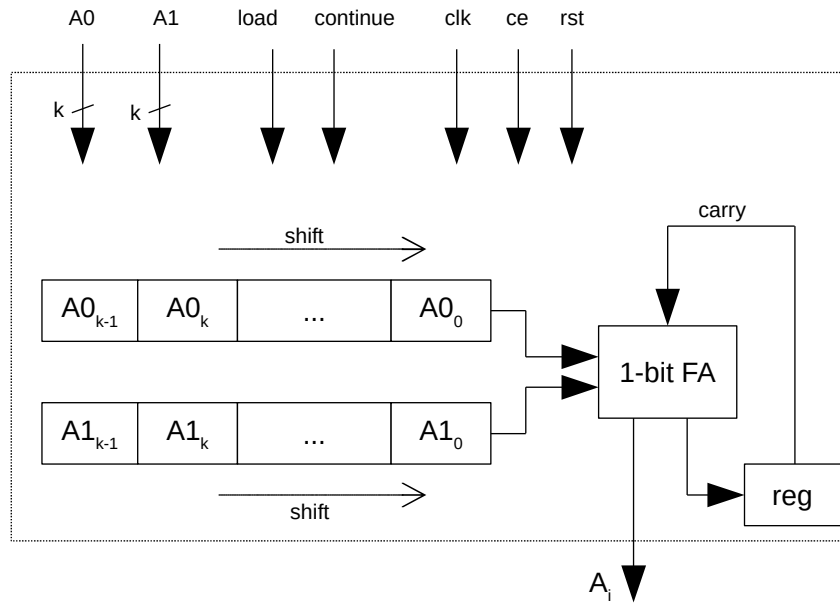 A0 A1 load continue clk ce rst
k k
carry
shift
A0k-1 A0k ... A00
1-bit FA
A1k-1 A1k ... A10
reg
shift
Ai